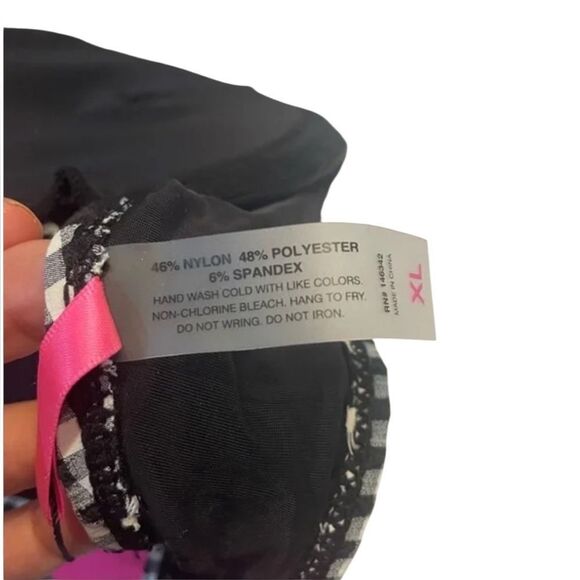 46% NYLON 48% POLYESTER
6% SPANDEX
HAND WASH COLD WITH LIKE COLORS.
NON-CHLORINE BLEACH. HANG TO FRY.
DO NOT WRING. DO NOT IRON.
RN# 146342
MADE IN CHINA
XL